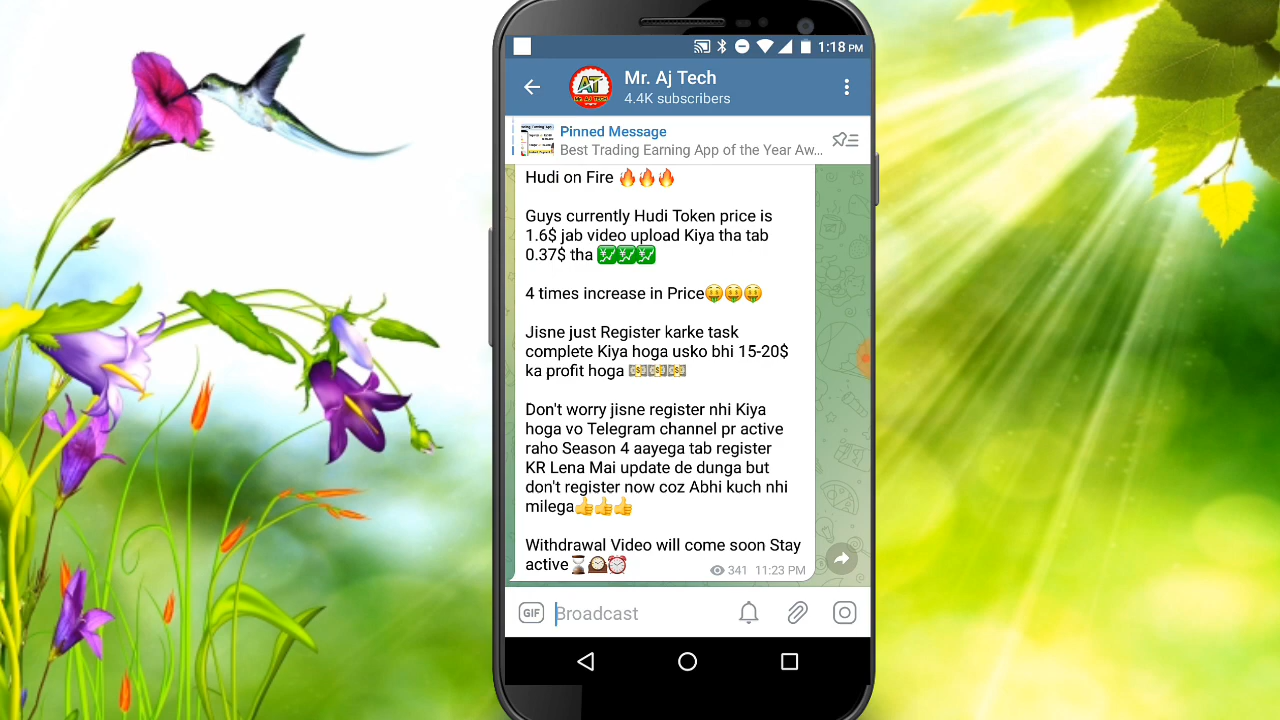 1:18 PM
AT
MR AJ TECH
Mr. Aj Tech
4.4K subscribers
Pinned Message
Best Trading Earning App of the Year Aw...
Hudi on Fire 🔥🔥🔥
Guys currently Hudi Token price is
1.6$ jab video upload Kiya tha tab
0.37$ tha 💹💹💹
4 times increase in Price🤑🤑🤑
Jisne just Register karke task
complete Kiya hoga usko bhi 15-20$
ka profit hoga 💵💵💵
Don't worry jisne register nhi Kiya
hoga vo Telegram channel pr active
raho Season 4 aayega tab register
KR Lena Mai update de dunga but
don't register now coz Abhi kuch nhi
milega👍👍👍
Withdrawal Video will come soon Stay
active⏳🕰⏰
341 11:23 PM
GIF Broadcast